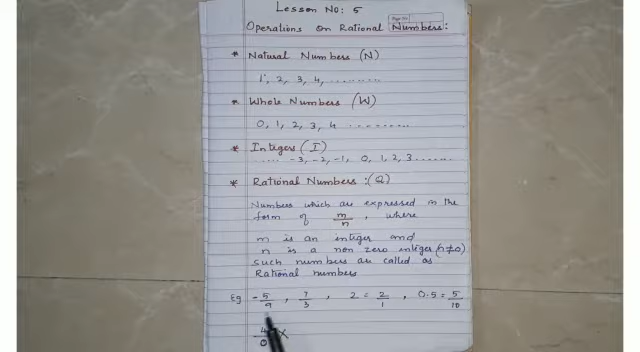 Lesson No: 5
Operations on Rational Numbers:
* Natural Numbers (N)
1, 2, 3, 4, .........
* Whole Numbers (W)
0, 1, 2, 3, 4 .........
* Integers (I)
..... -3, -2, -1, 0, 1, 2, 3.......
* Rational Numbers :(Q)
Numbers which are expressed in the
form of m/n, where
m is an integer and
n is a non zero integer (n≠0)
such numbers are called as
Rational numbers
Eg -5/9, 7/3, 2 = 2/1, 0.5 = 5/10
4/0 X